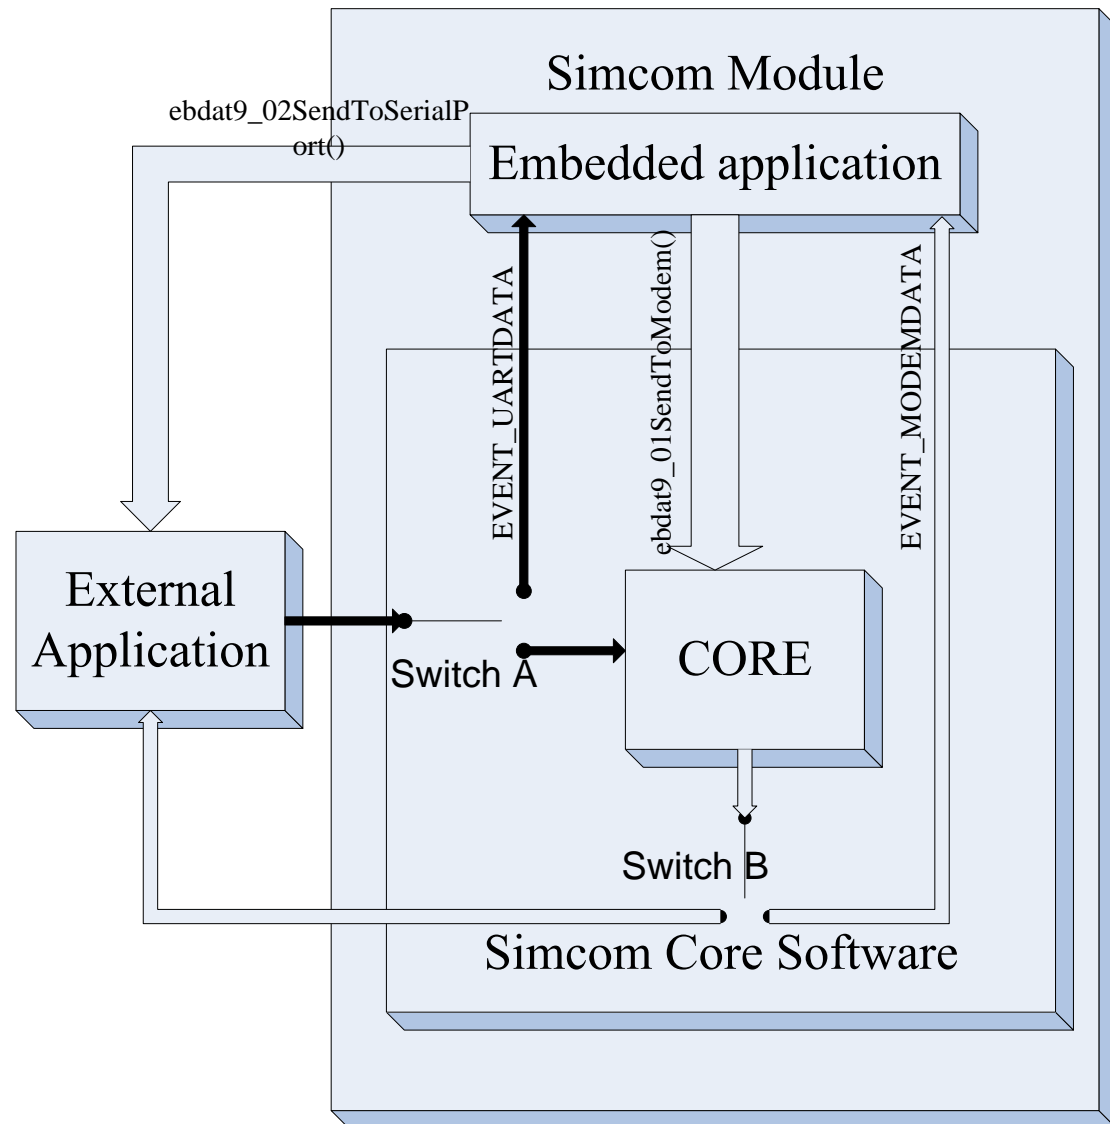 Simcom Module
ebdat9_02SendToSerialP
ort()
Embedded application
EVENT_UARTDATA
ebdat9_01SendToModem()
EVENT_MODEMDATA
External
Application
Switch A
CORE
Switch B
Simcom Core Software